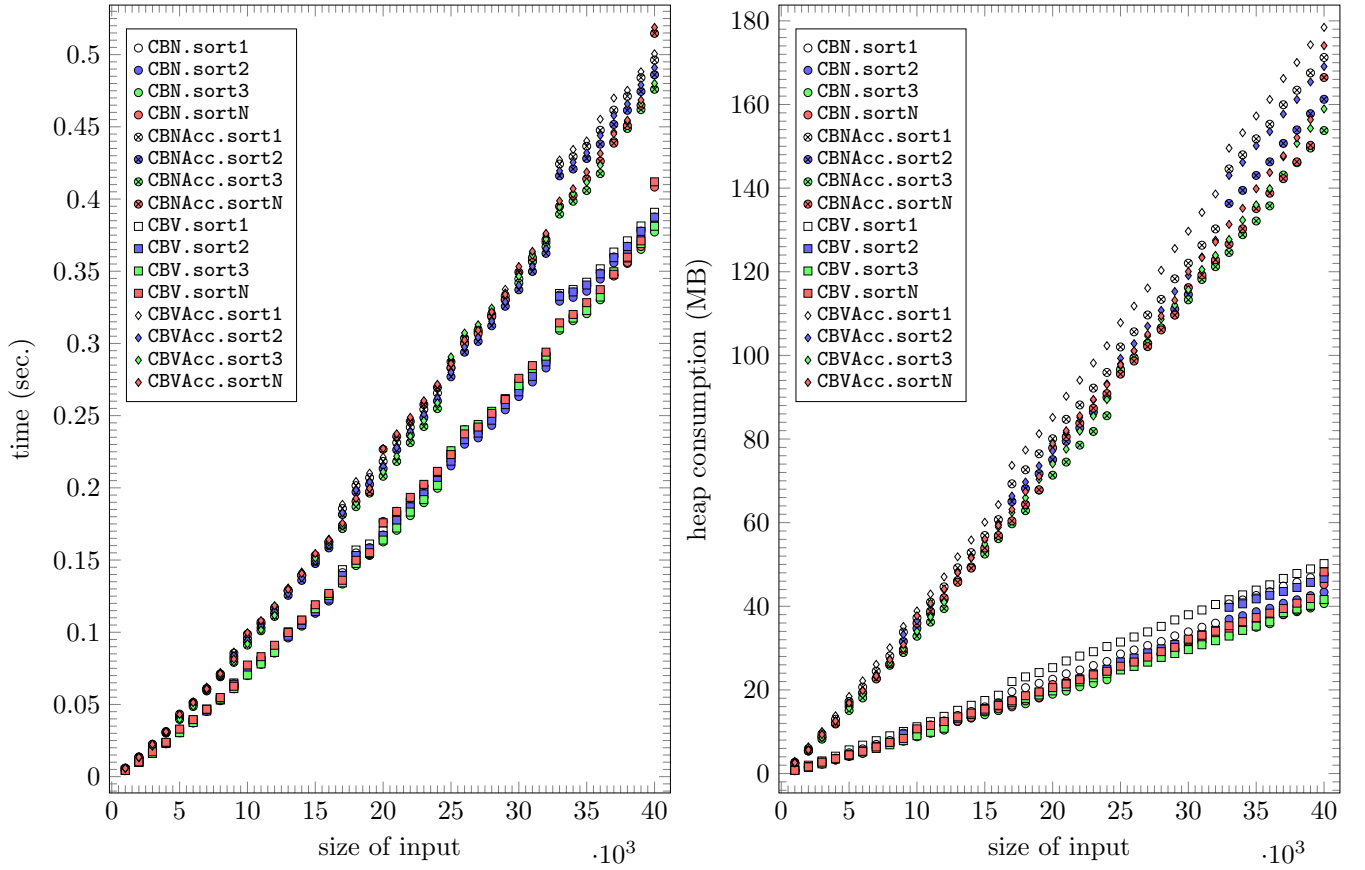 0
0.05
0.1
0.15
0.2
0.25
0.3
0.35
0.4
0.45
0.5
time (sec.)
CBN.sort1
CBN.sort2
CBN.sort3
CBN.sortN
CBNAcc.sort1
CBNAcc.sort2
CBNAcc.sort3
CBNAcc.sortN
CBV.sort1
CBV.sort2
CBV.sort3
CBV.sortN
CBVAcc.sort1
CBVAcc.sort2
CBVAcc.sort3
CBVAcc.sortN
0 5 10 15 20 25 30 35 40
size of input
·10³
0
20
40
60
80
100
120
140
160
180
heap consumption (MB)
CBN.sort1
CBN.sort2
CBN.sort3
CBN.sortN
CBNAcc.sort1
CBNAcc.sort2
CBNAcc.sort3
CBNAcc.sortN
CBV.sort1
CBV.sort2
CBV.sort3
CBV.sortN
CBVAcc.sort1
CBVAcc.sort2
CBVAcc.sort3
CBVAcc.sortN
0 5 10 15 20 25 30 35 40
size of input
·10³